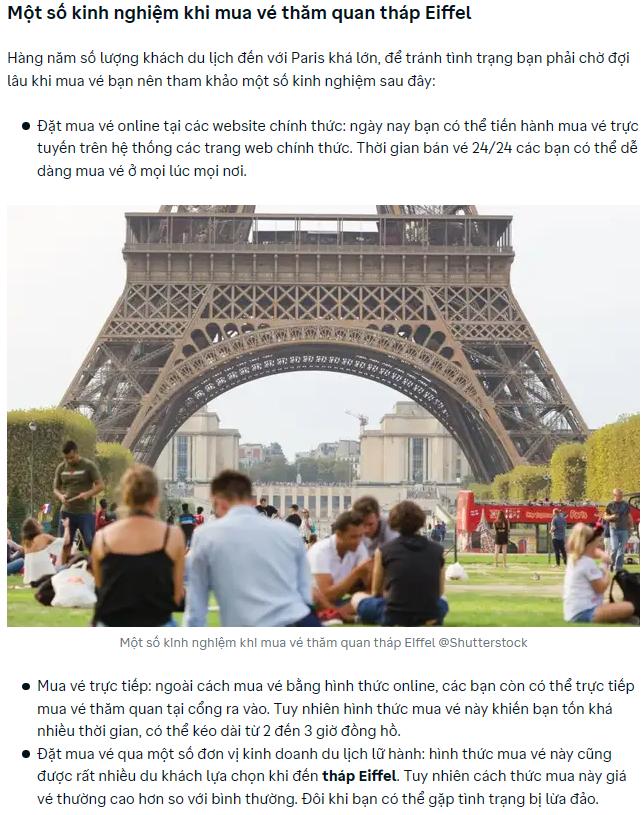 Một số kinh nghiệm khi mua vé thăm quan tháp Eiffel
Hàng năm số lượng khách du lịch đến với Paris khá lớn, để tránh tình trạng bạn phải chờ đợi
lâu khi mua vé bạn nên tham khảo một số kinh nghiệm sau đây:
● Đặt mua vé online tại các website chính thức: ngày nay bạn có thể tiến hành mua vé trực
tuyến trên hệ thống các trang web chính thức. Thời gian bán vé 24/24 các bạn có thể dễ
dàng mua vé ở mọi lúc mọi nơi.
Một số kinh nghiệm khi mua vé thăm quan tháp Eiffel @Shutterstock
● Mua vé trực tiếp: ngoài cách mua vé bằng hình thức online, các bạn còn có thể trực tiếp
mua vé thăm quan tại cổng ra vào. Tuy nhiên hình thức mua vé này khiến bạn tốn khá
nhiều thời gian, có thể kéo dài từ 2 đến 3 giờ đồng hồ.
● Đặt mua vé qua một số đơn vị kinh doanh du lịch lữ hành: hình thức mua vé này cũng
được rất nhiều du khách lựa chọn khi đến tháp Eiffel. Tuy nhiên cách thức mua này giá
vé thường cao hơn so với bình thường. Đôi khi bạn có thể gặp tình trạng bị lừa đảo.